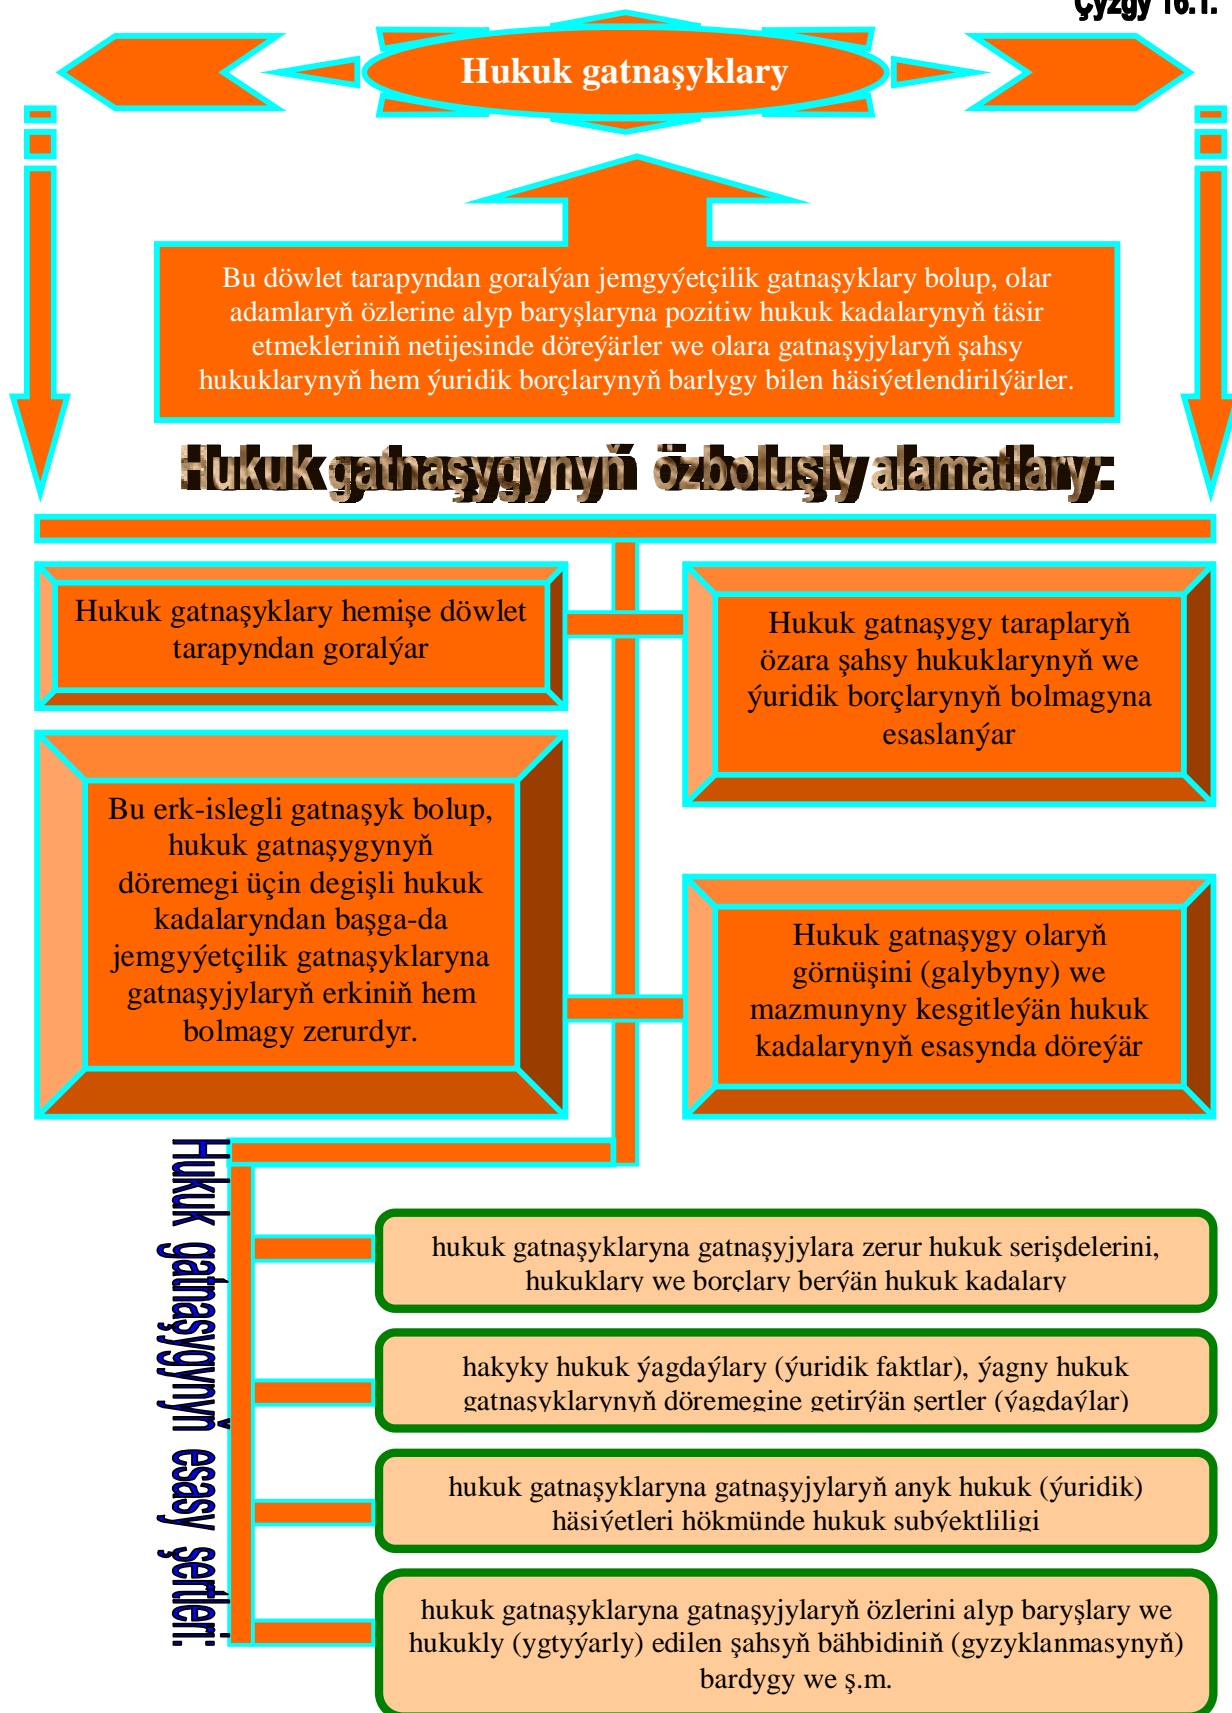 Çyzgy 16.1.
Hukuk gatnaşyklary
Bu döwlet tarapyndan goralýan jemgyýetçilik gatnaşyklary bolup, olar
adamlaryň özlerine alyp baryşlaryna pozitiw hukuk kadalarynyň täsir
etmekleriniň netijesinde döreýärler we olara gatnaşyjylaryň şahsy
hukuklarynyň hem ýuridik borçlarynyň barlygy bilen häsiýetlendirilýärler.
Hukuk gatnaşygynyň özboluşly alamatlary:
Hukuk gatnaşyklary hemişe döwlet
tarapyndan goralýar
Hukuk gatnaşygy taraplaryň
özara şahsy hukuklarynyň we
ýuridik borçlarynyň bolmagyna
esaslanýar
Bu erk-islegli gatnaşyk bolup,
hukuk gatnaşygynyň
döremegi üçin degişli hukuk
kadalaryndan başga-da
jemgyýetçilik gatnaşyklaryna
gatnaşyjylaryň erkiniň hem
bolmagy zerurdyr.
Hukuk gatnaşygy olaryň
görnüşini (galybyny) we
mazmunyny kesgitleýän hukuk
kadalarynyň esasynda döreýär
Hukuk gatnaşygynyň esasy şertleri:
hukuk gatnaşyklaryna gatnaşyjylara zerur hukuk serişdelerini,
hukuklary we borçlary berýän hukuk kadalary
hakyky hukuk ýagdaýlary (ýuridik faktlar), ýagny hukuk
gatnaşyklarynyň döremegine getirýän şertler (ýagdaýlar)
hukuk gatnaşyklaryna gatnaşyjylaryň anyk hukuk (ýuridik)
häsiýetleri hökmünde hukuk subýektliligi
hukuk gatnaşyklaryna gatnaşyjylaryň özlerini alyp baryşlary we
hukukly (ygtyýarly) edilen şahsyň bähbidiniň (gyzyklanmasynyň)
bardygy we ş.m.